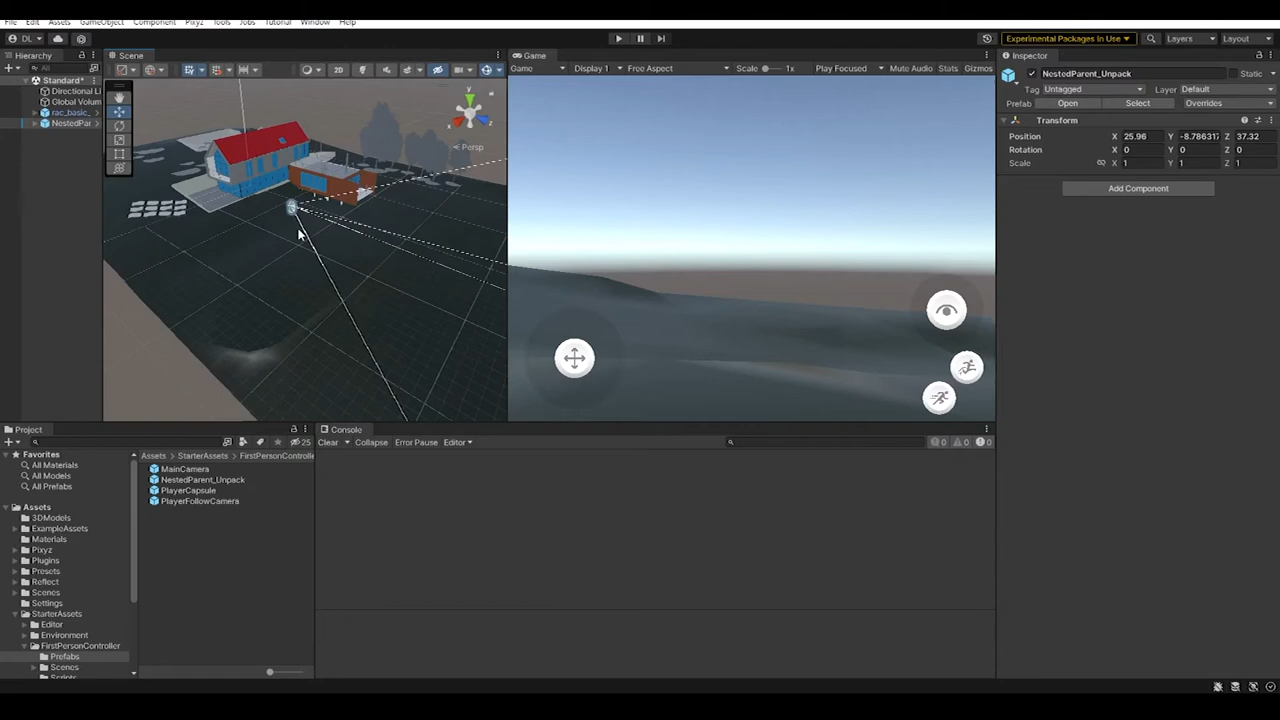 File Edit Assets GameObject Component Pixyz Tools Jobs Tutorial Window Help
DL
Experimental Packages In Use
Layers
Layout
Hierarchy
All
Standard*
Directional Li
Global Volum
rac_basic_
NestedPar
Scene
2D
y
z
Persp
Game
Game Display 1 Free Aspect Scale 1x Play Focused Mute Audio Stats Gizmos
Inspector
NestedParent_Unpack Static
Tag Untagged Layer Default
Prefab Open Select Overrides
Transform
Position X 25.96 Y -8.786317 Z 37.32
Rotation X 0 Y 0 Z 0
Scale X 1 Y 1 Z 1
Add Component
Project
25
Favorites
All Materials
All Models
All Prefabs
Assets
3DModels
ExampleAssets
Materials
Pixyz
Plugins
Presets
Reflect
Scenes
Settings
StarterAssets
Editor
Environment
FirstPersonController
Prefabs
Scenes
Scripts
Assets StarterAssets FirstPersonControlle
MainCamera
NestedParent_Unpack
PlayerCapsule
PlayerFollowCamera
Console
Clear Collapse Error Pause Editor
0 0 0